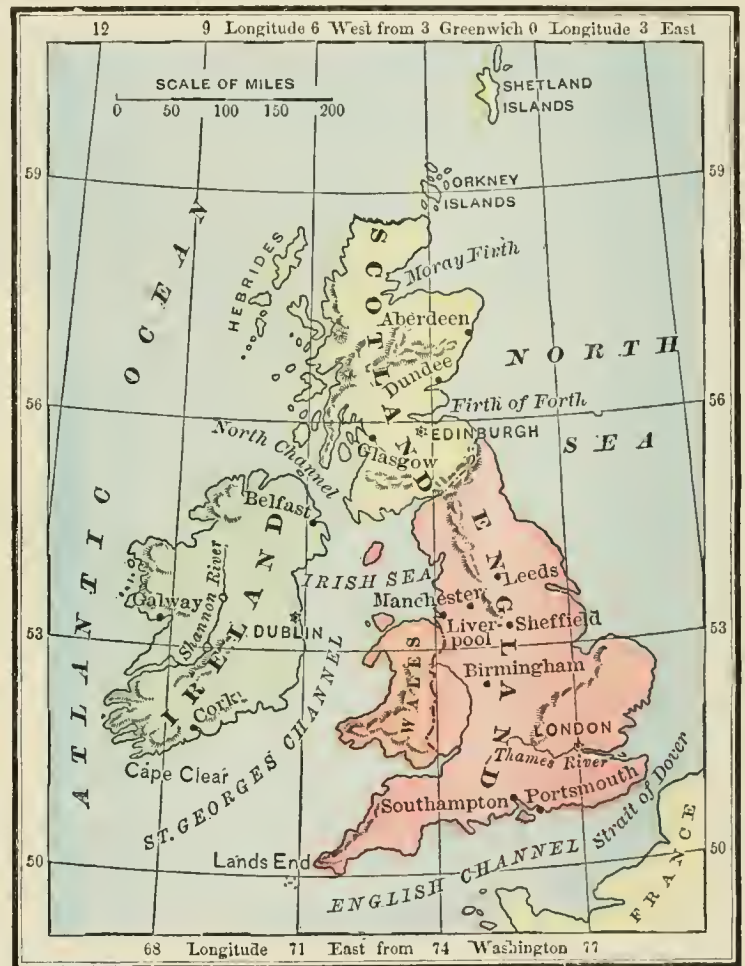 12 9 Longitude 6 West from 3 Greenwich 0 Longitude 3 East
SCALE OF MILES
0 50 100 150 200
SHETLAND
ISLANDS
59 59
ORKNEY
ISLANDS
HEBRIDES
SCOTLAND
Moray Firth
ATLANTIC OCEAN
Aberdeen
NORTH
SEA
Dundee
56 56
Firth of Forth
EDINBURGH
North Channel
Glasgow
Belfast
IRELAND
ENGLAND
IRISH SEA
Leeds
Manchester
Galway
Shannon River
Liver-
pool
Sheffield
53 53
DUBLIN
WALES
Birmingham
Cork
LONDON
Thames River
Cape Clear
ST. GEORGES CHANNEL
Southampton
Portsmouth
Strait of Dover
50 50
Lands End
ENGLISH CHANNEL
FRANCE
68 Longitude 71 East from 74 Washington 77